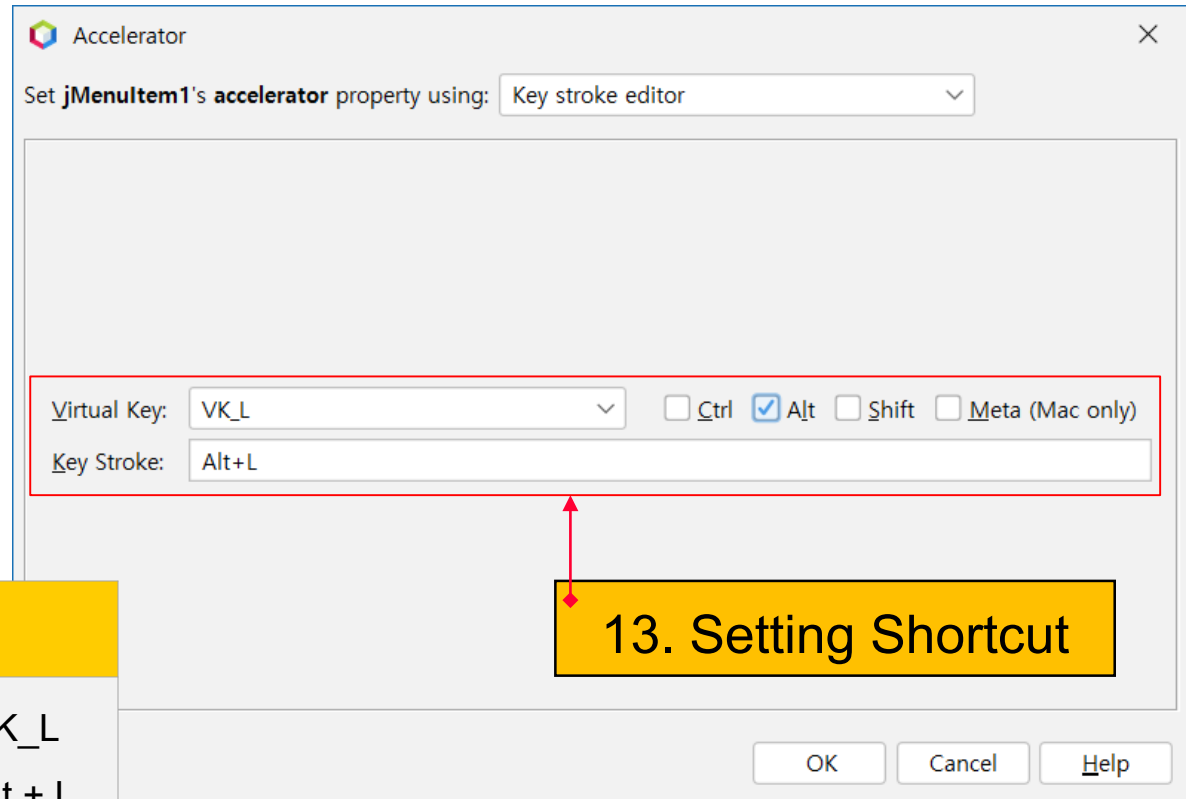 Accelerator
Set jMenuItem1's accelerator property using: Key stroke editor
Virtual Key: VK_L Ctrl Alt Shift Meta (Mac only)
Key Stroke: Alt+L
13. Setting Shortcut
K_L
t + L
OK Cancel Help